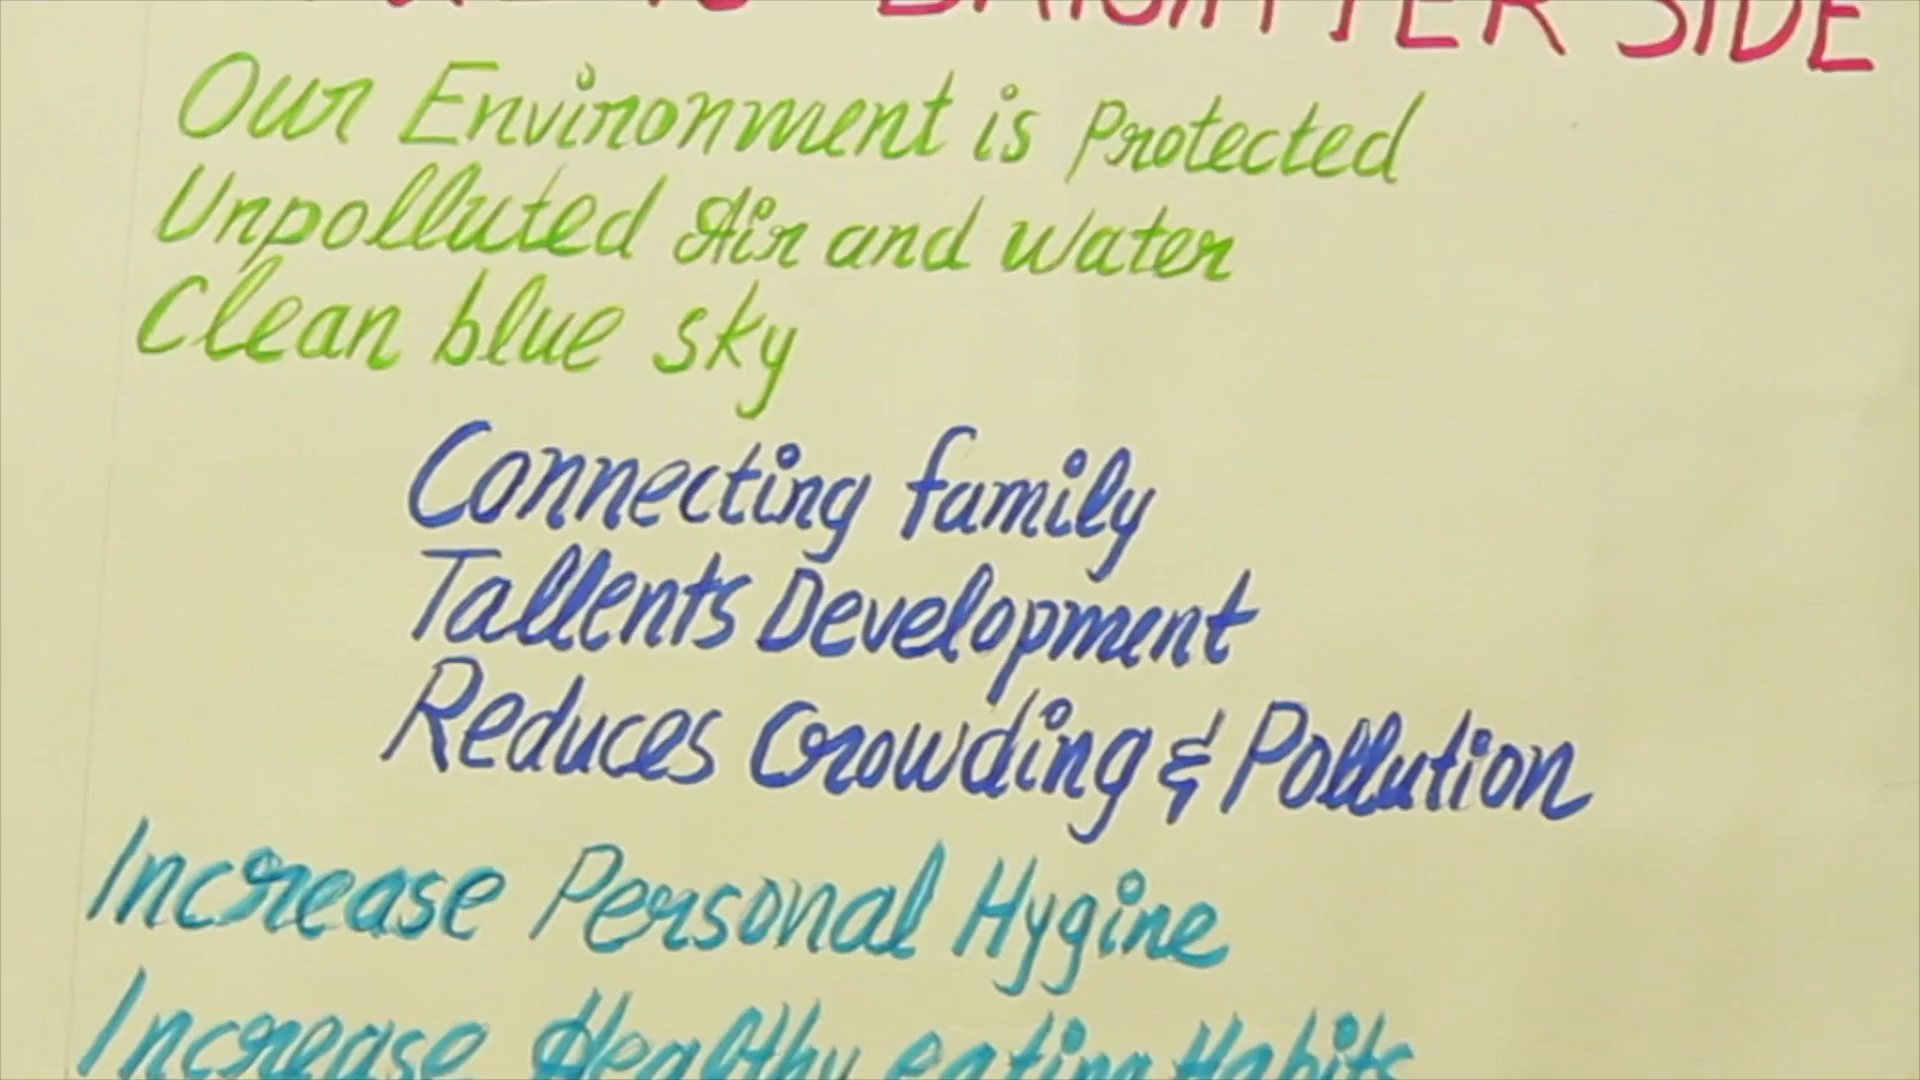 BRIGHTER SIDE
Our Environment is Protected
Unpolluted Air and Water
Clean blue sky
Connecting family
Tallents Development
Reduces Crowding & Pollution
Increase Personal Hygine
Increase Healthy eating Habits